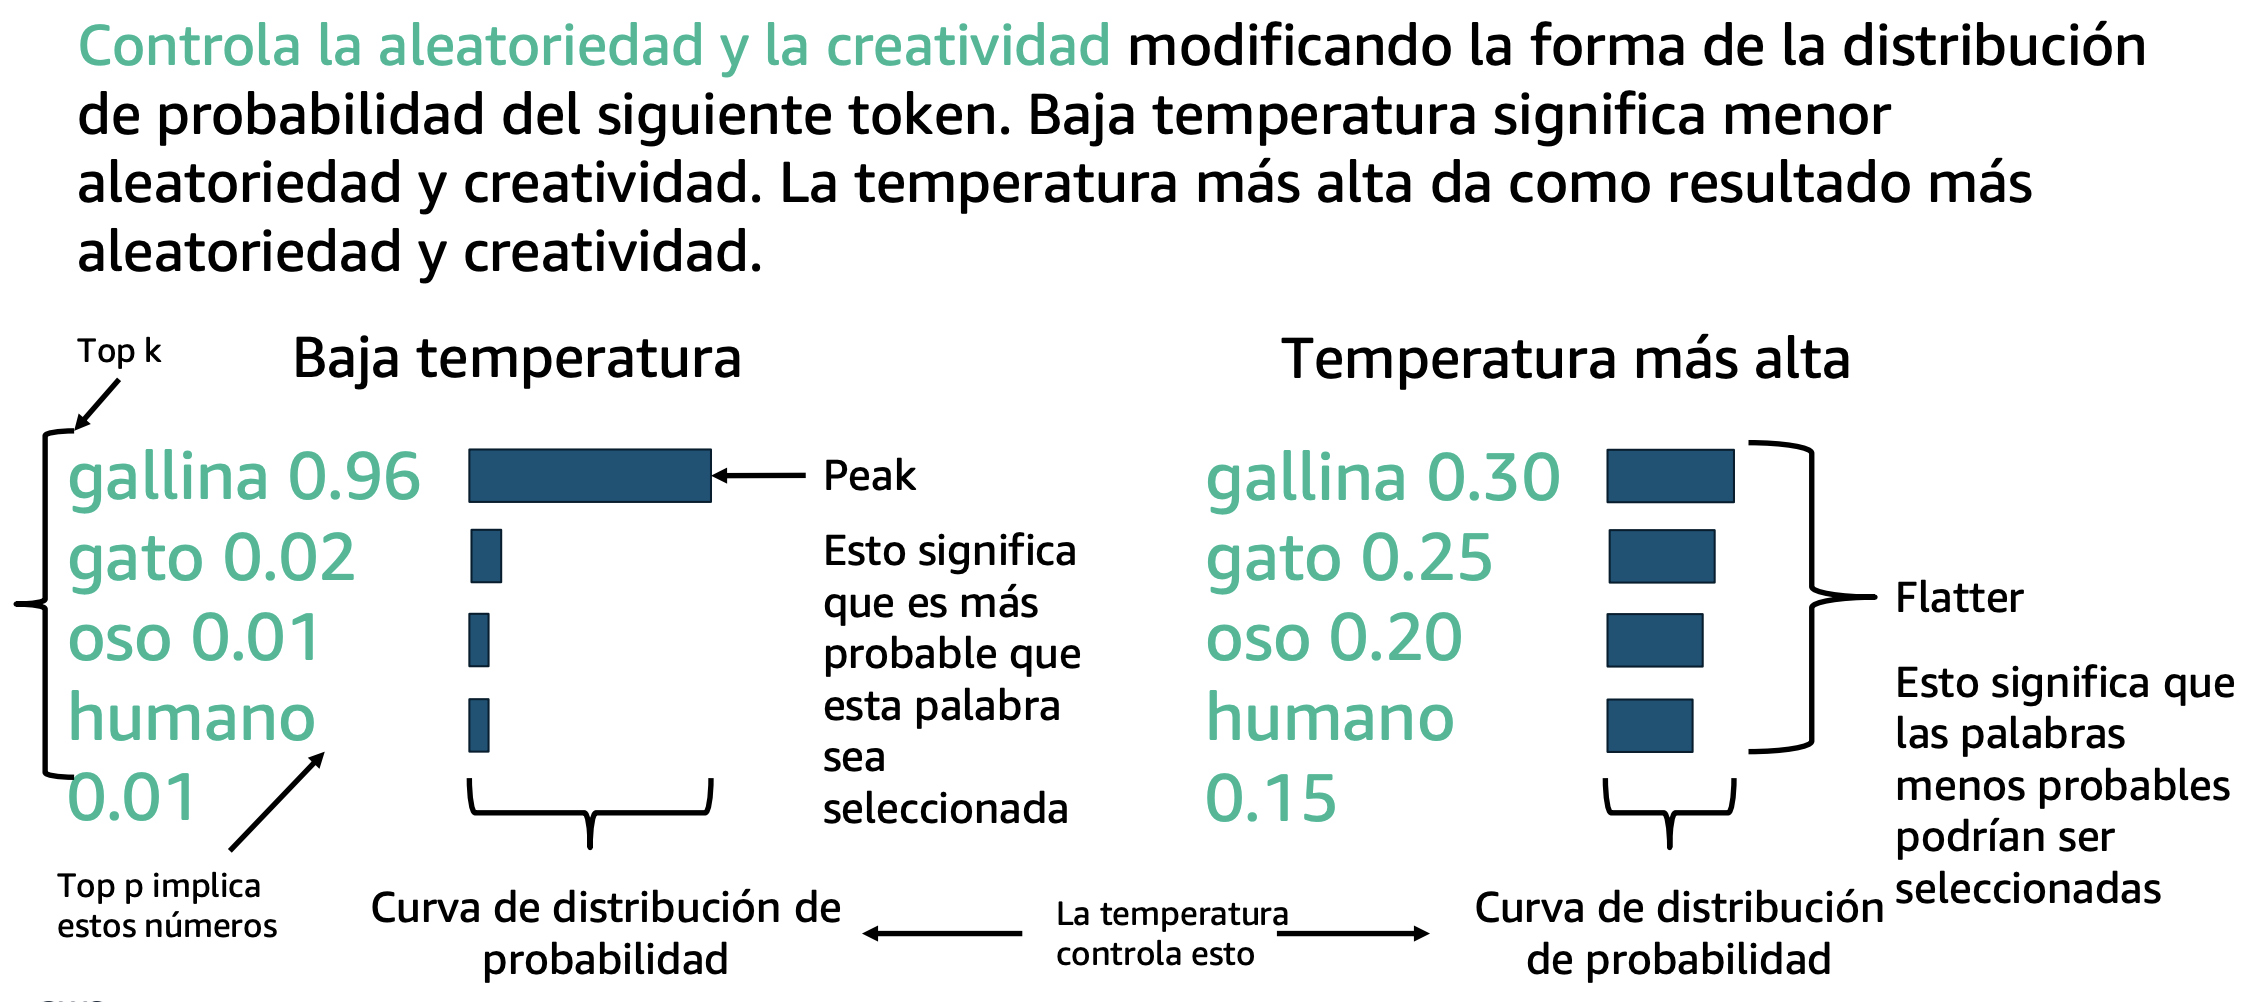 Controla la aleatoriedad y la creatividad modificando la forma de la distribución
de probabilidad del siguiente token. Baja temperatura significa menor
aleatoriedad y creatividad. La temperatura más alta da como resultado más
aleatoriedad y creatividad.
Top k
Baja temperatura
gallina 0.96
gato 0.02
oso 0.01
humano
0.01
Peak
Esto significa
que es más
probable que
esta palabra
sea
seleccionada
Top p implica
estos números
Curva de distribución de
probabilidad
La temperatura
controla esto
Temperatura más alta
gallina 0.30
gato 0.25
oso 0.20
humano
0.15
Flatter
Esto significa que
las palabras
menos probables
podrían ser
seleccionadas
Curva de distribución
de probabilidad